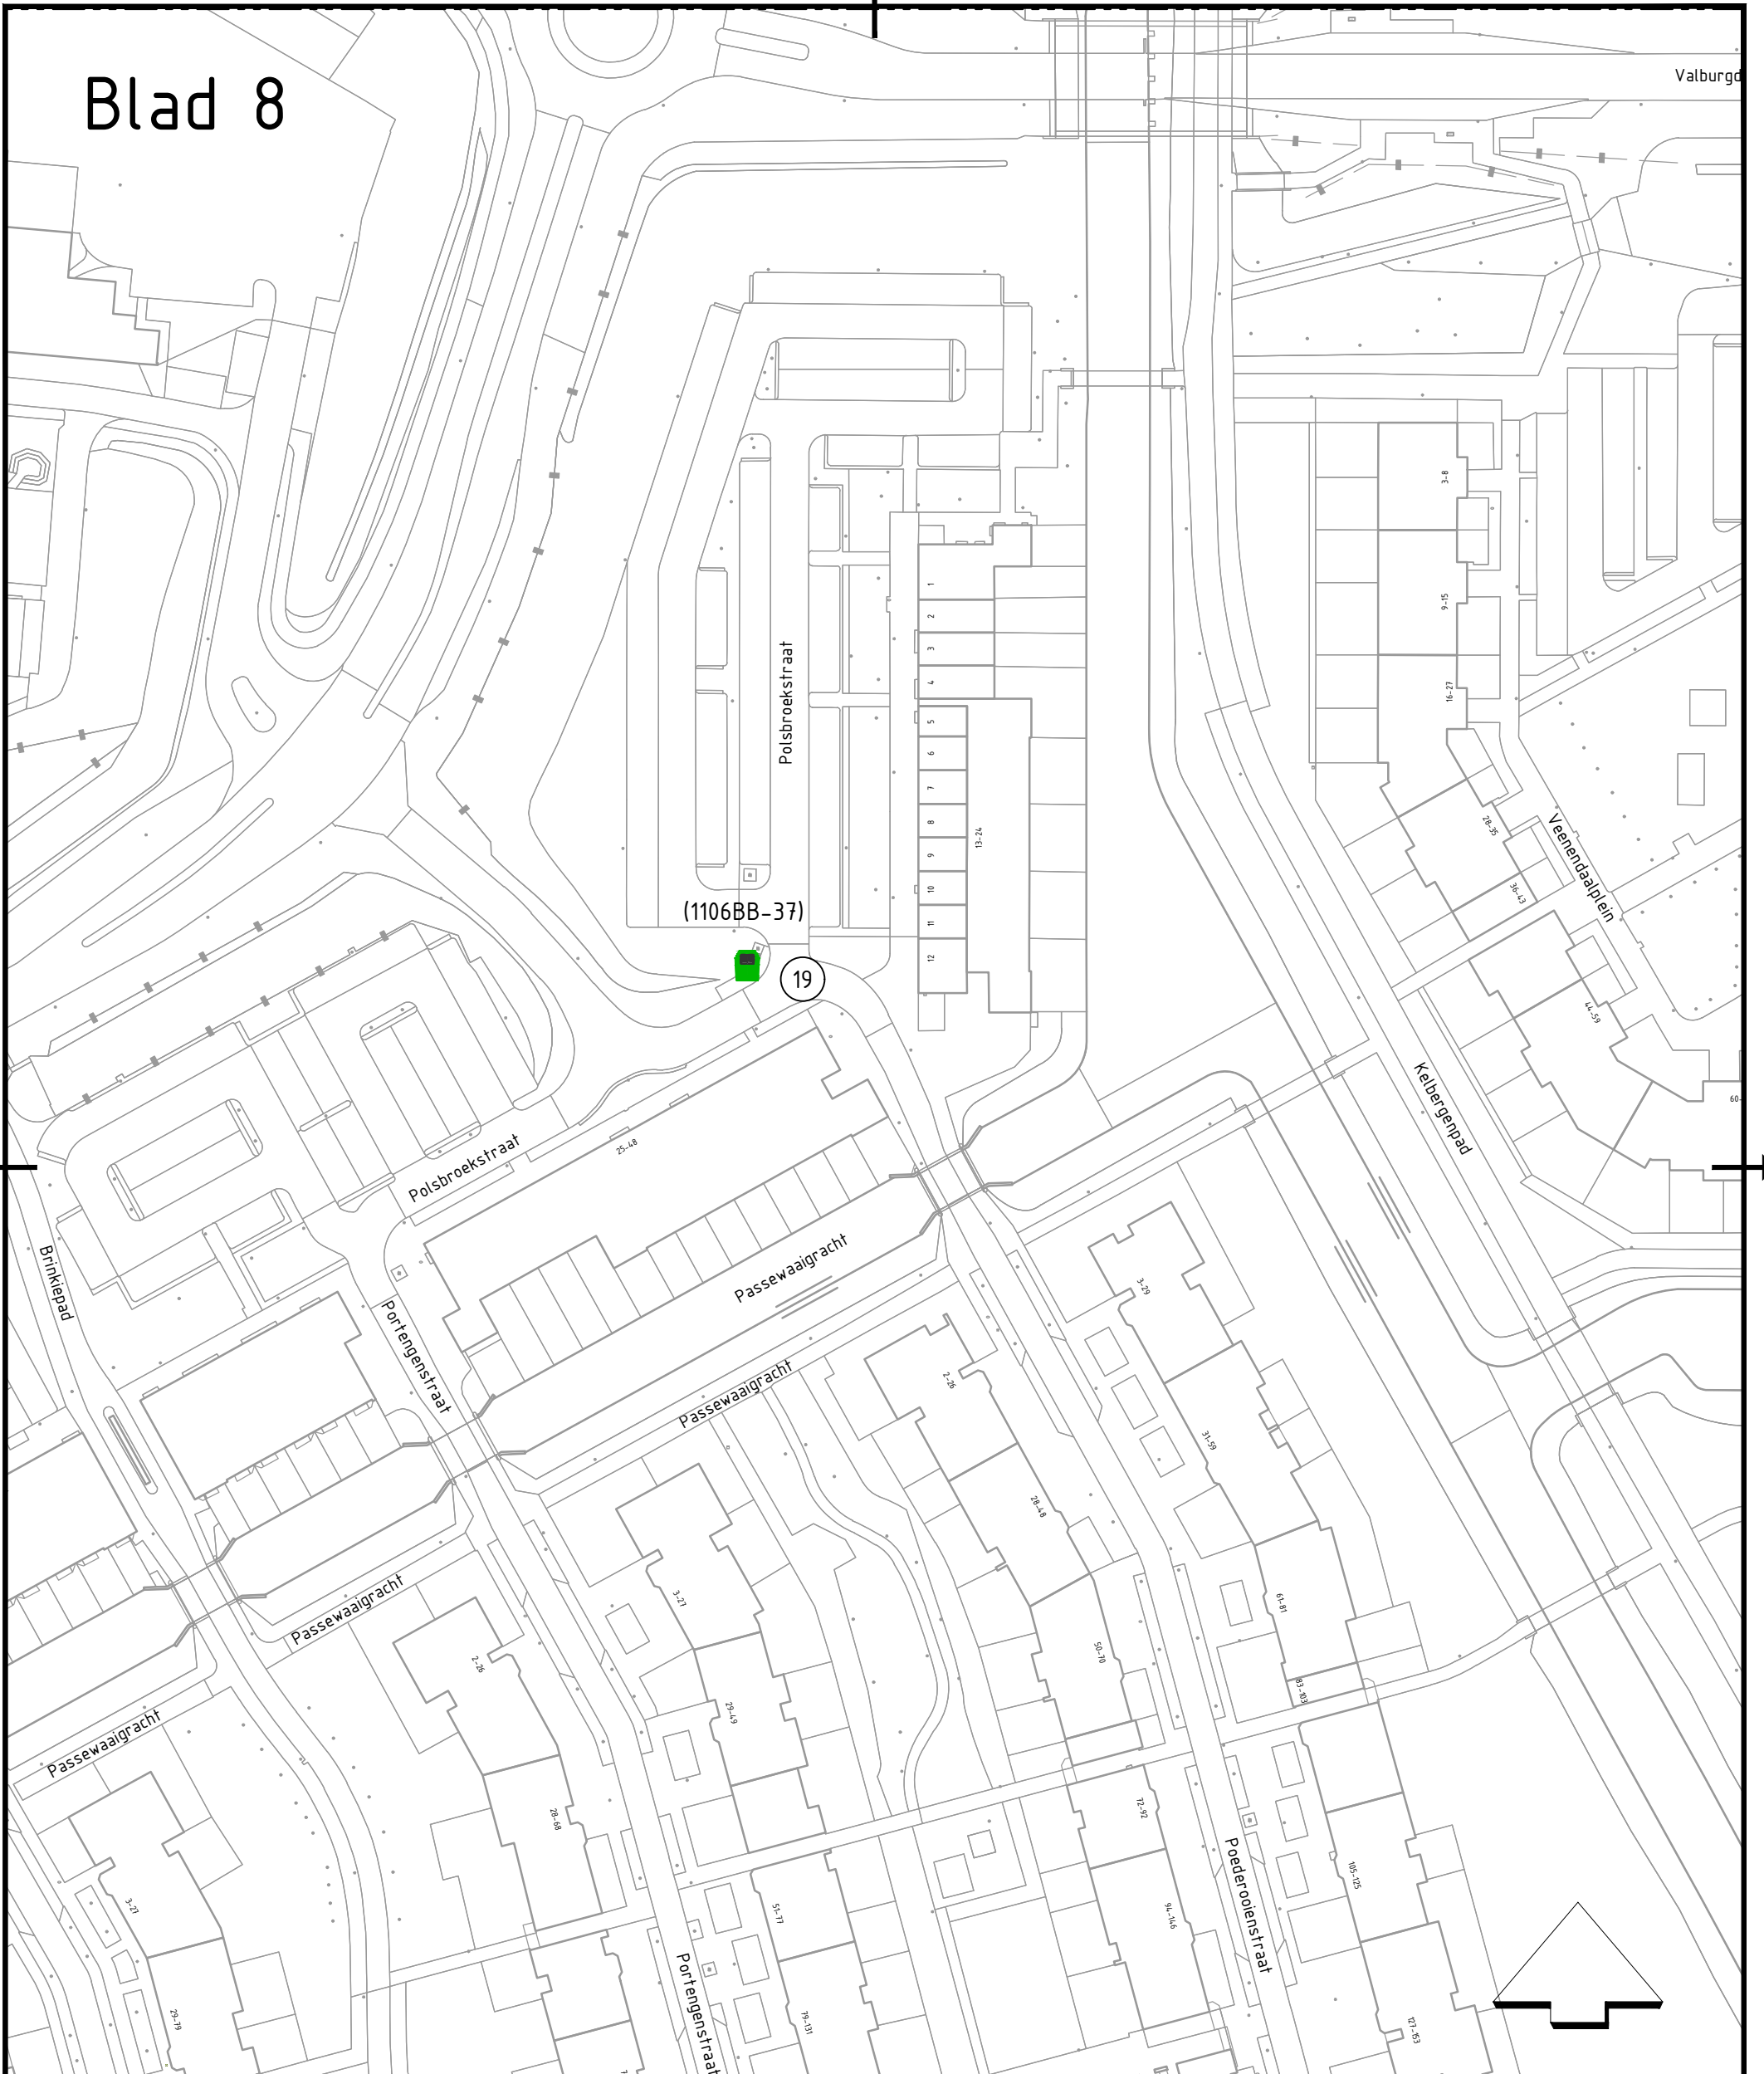 Blad 8
Valburgd
3-8
9-15
16-27
Polsbroekstraat
1
2
3
4
5
6
7
8
9
10
11
12
13-24
28-35
36-43
Veenendaalplein
(1106BB-37)
19
44-59
Kelbergenpad
60-
25-48
Polsbroekstraat
Brinkiepad
Passewaaigracht
Portengenstraat
Passewaaigracht
3-29
2-26
31-59
28-48
3-27
61-81
Passewaaigracht
2-26
50-70
83-103
29-49
Passewaaigracht
28-68
72-92
Poederooienstraat
105-125
3-27
51-77
94-146
Portengenstraat
29-79
79-131
127-153